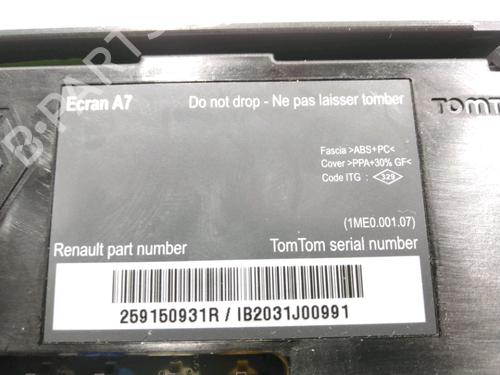 B-PARTS
Ecran A7
Do not drop - Ne pas laisser tomber
TOMT
Fascia >ABS+PC<
Cover >PPA+30% GF<
Code ITG : 329
(1ME0.001.07)
Renault part number
TomTom serial number
259150931R / IB2031J00991